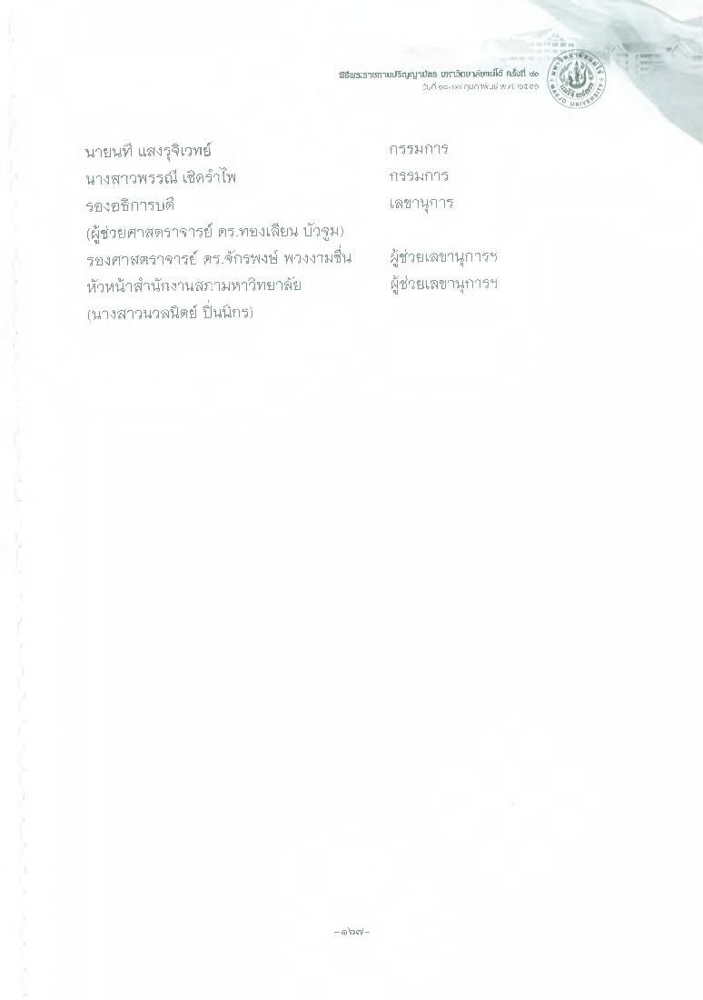 พิธีพระราชทานปริญญาบัตร มหาวิทยาลัยแม่โจ้ ครั้งที่ ๔๐
วันที่ กุมภาพันธ์ พ.ศ. ๒๕๖๑
มหาวิทยาลัยแม่โจ้
MAEJO UNIVERSITY
นายนที แสงรุจิเวทย์ กรรมการ
นางสาวพรรณี เชิดรำไพ กรรมการ
รองอธิการบดี เลขานุการ
(ผู้ช่วยศาสตราจารย์ ดร.ทองเลียน บัวจูม)
รองศาสตราจารย์ ดร.จักรพงษ์ พวงงามชื่น ผู้ช่วยเลขานุการฯ
หัวหน้าสำนักงานสภามหาวิทยาลัย ผู้ช่วยเลขานุการฯ
(นางสาวนวลนิตย์ ปิ่นนิกร)
-๑๖๗-